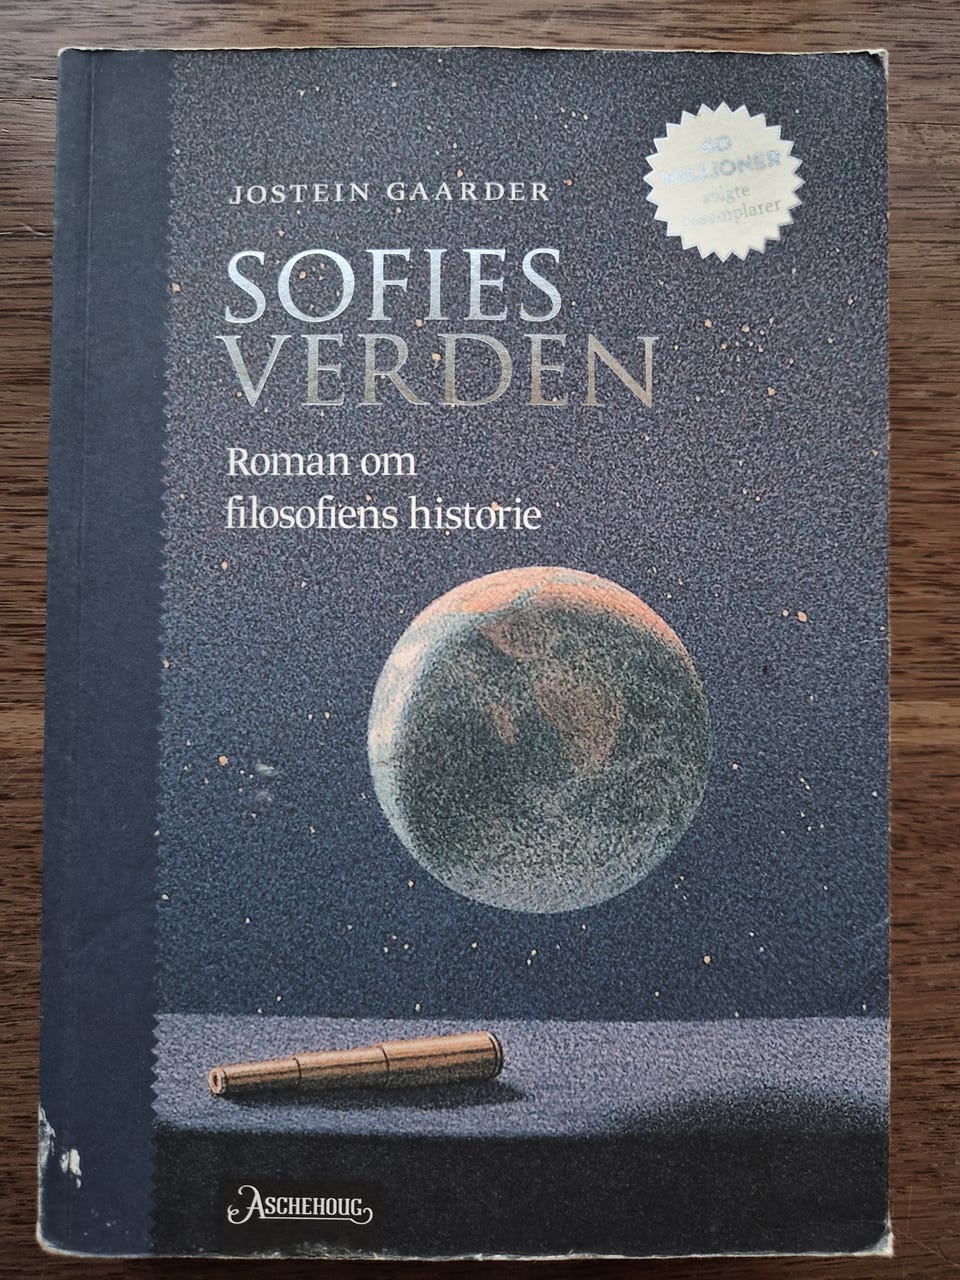 JOSTEIN GAARDER
SOFIES
VERDEN
Roman om
filosofiens historie
40
MILLIONER
solgte
eksemplarer
ASCHEHOUG